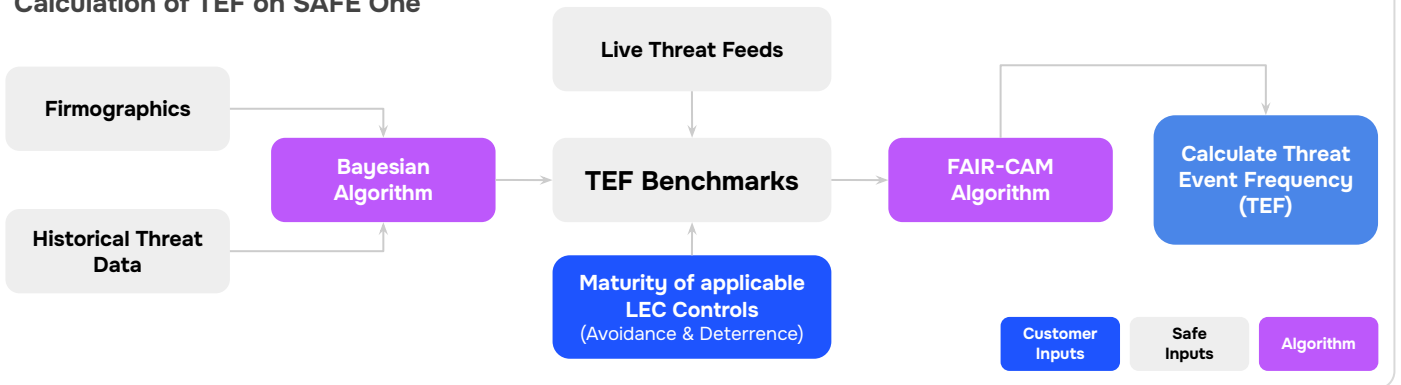 Calculation of TEF on SAFE One
Live Threat Feeds
Firmographics
Bayesian
Algorithm
TEF Benchmarks
FAIR-CAM
Algorithm
Calculate Threat
Event Frequency
(TEF)
Historical Threat
Data
Maturity of applicable
LEC Controls
(Avoidance & Deterrence)
Customer
Inputs
Safe
Inputs
Algorithm